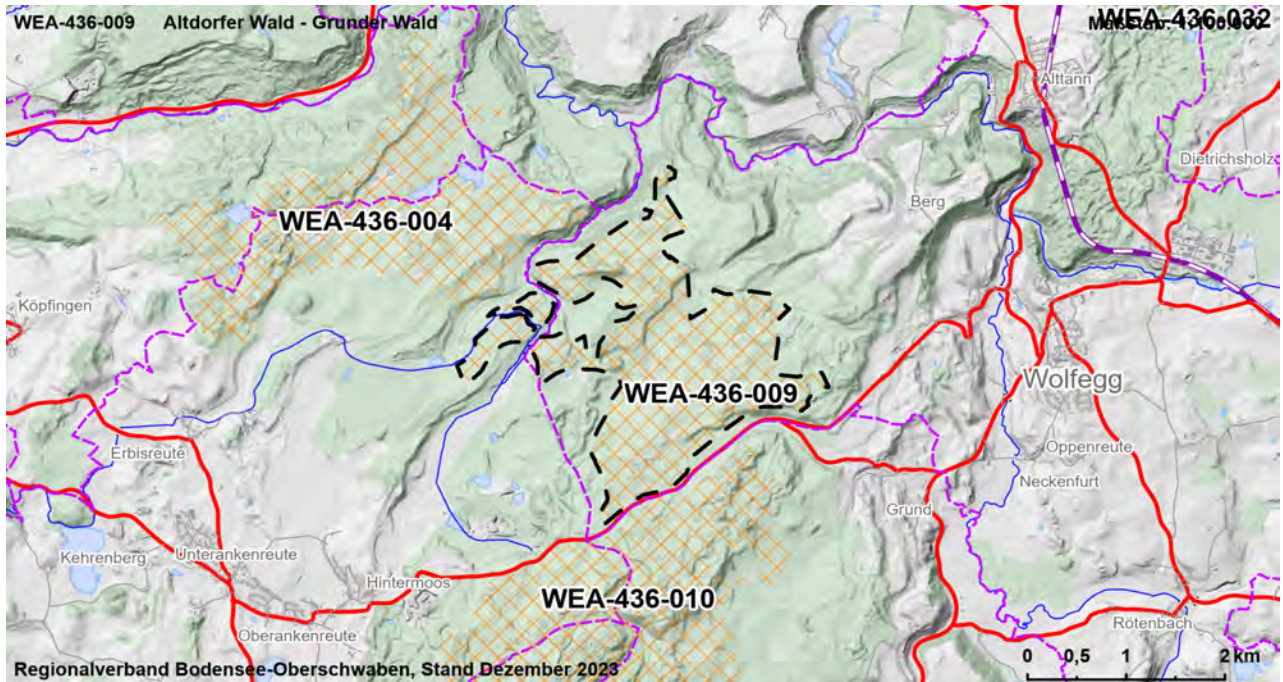 WEA-436-009 Altdorfer Wald - Grunder Wald
WEA-436-032
Alttann
Dietrichsholz
Berg
WEA-436-004
Köpfingen
Wolfegg
WEA-436-009
Erbisreute
Oppenreute
Neckenfurt
Grund
Unterankenreute
Kehrenberg
Hintermoos
WEA-436-010
Oberankenreute
Rötenbach
Regionalverband Bodensee-Oberschwaben, Stand Dezember 2023
0 0,5 1 2 km